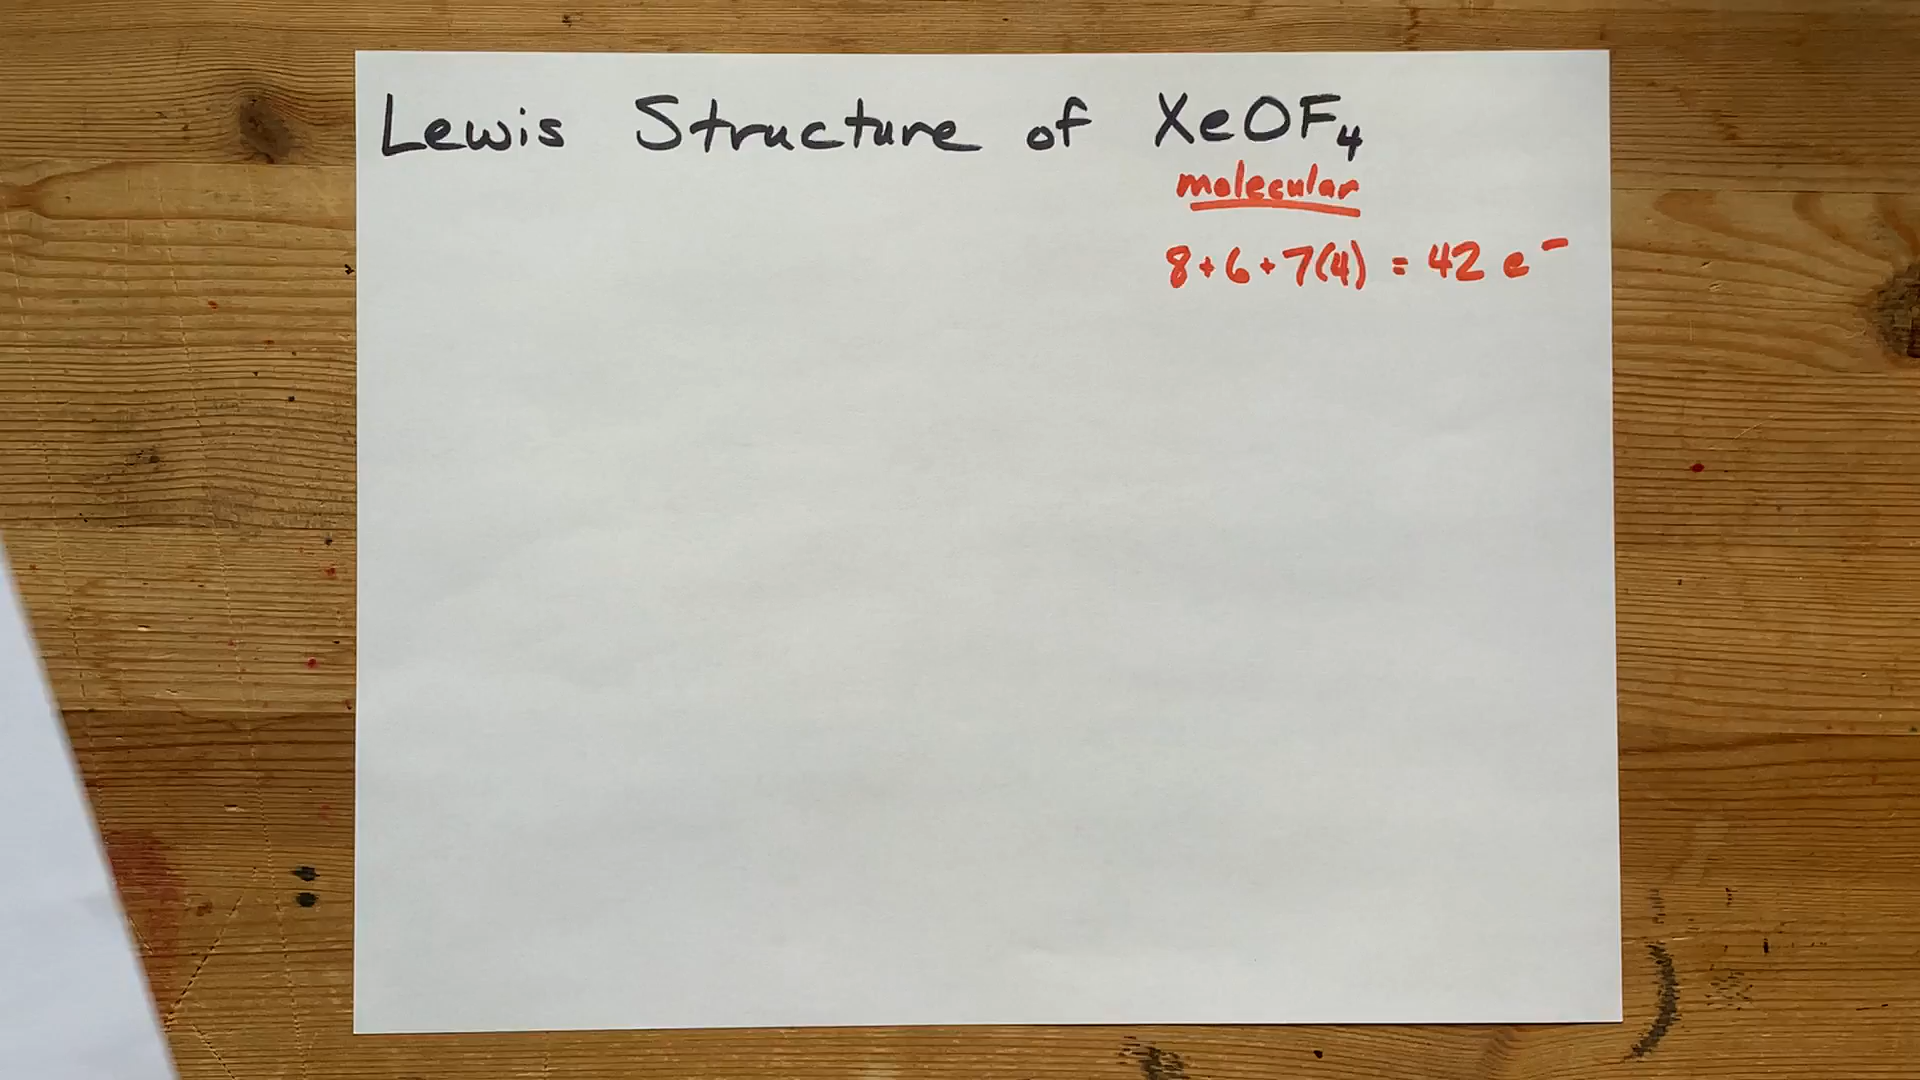 Lewis Structure of XeOF₄
molecular
8+6+7(4) = 42 e⁻